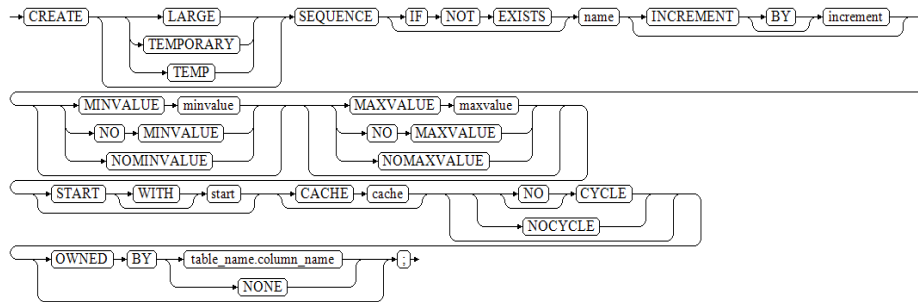 CREATE LARGE SEQUENCE IF NOT EXISTS name INCREMENT BY increment
TEMPORARY
TEMP
MINVALUE minvalue MAXVALUE maxvalue
NO MINVALUE NO MAXVALUE
NOMINVALUE NOMAXVALUE
START WITH start CACHE cache NO CYCLE
NOCYCLE
OWNED BY table_name.column_name ;
NONE